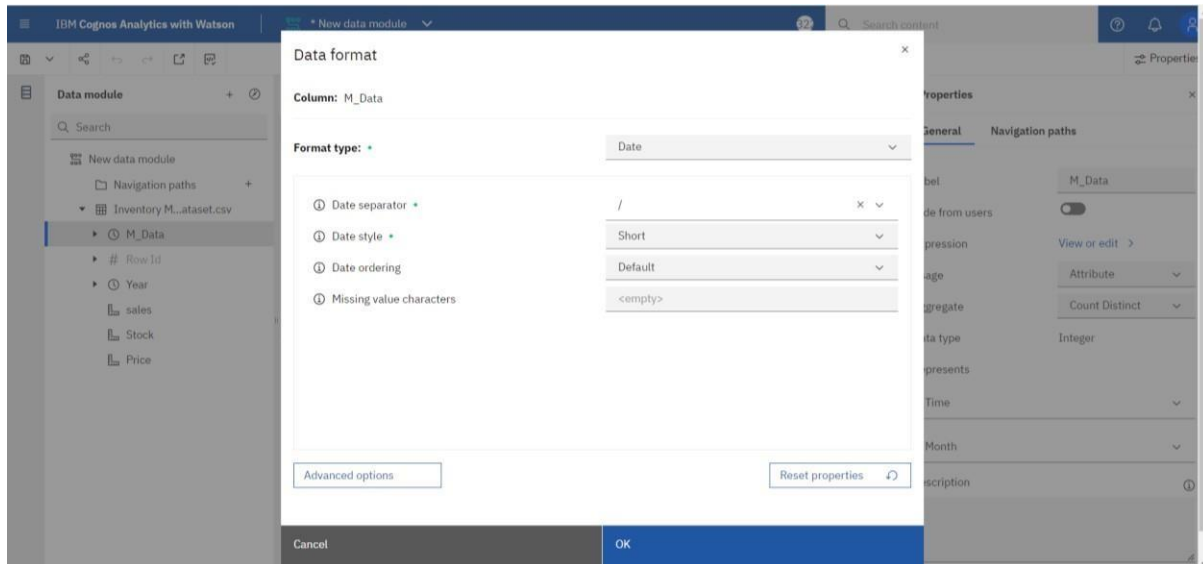 IBM Cognos Analytics with Watson
* New data module
32
Search content
Propertie
Data module
Search
New data module
Navigation paths
Inventory M...ataset.csv
M_Data
# Row Id
Year
sales
Stock
Price
Data format
Column: M_Data
Format type:
Date
Date separator
/
Date style
Short
Date ordering
Default
Missing value characters
<empty>
Advanced options
Reset properties
Cancel
OK
roperties
General
Navigation paths
bel
M_Data
de from users
pression
View or edit
age
Attribute
gregate
Count Distinct
ta type
Integer
presents
Time
Month
scription